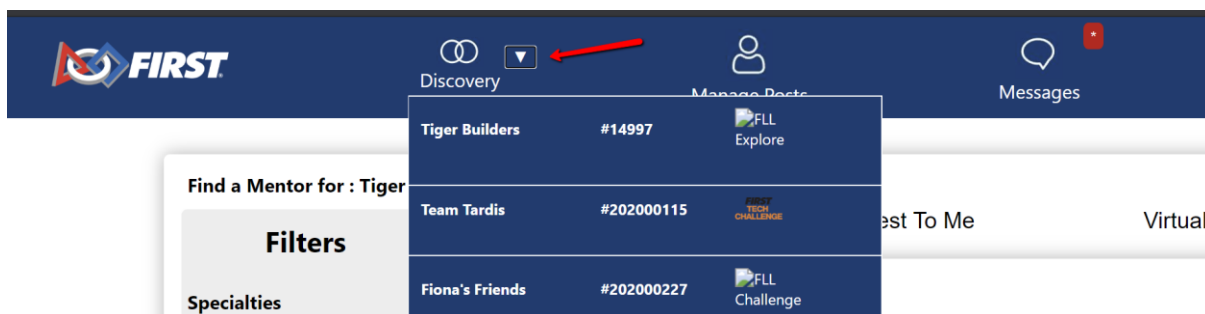 FIRST
Discovery
▼
Manage Posts
*
Messages
Tiger Builders #14997 FLL Explore
Team Tardis #202000115 FIRST TECH CHALLENGE
Fiona's Friends #202000227 FLL Challenge
Find a Mentor for : Tiger
Filters
Specialties
est To Me
Virtual